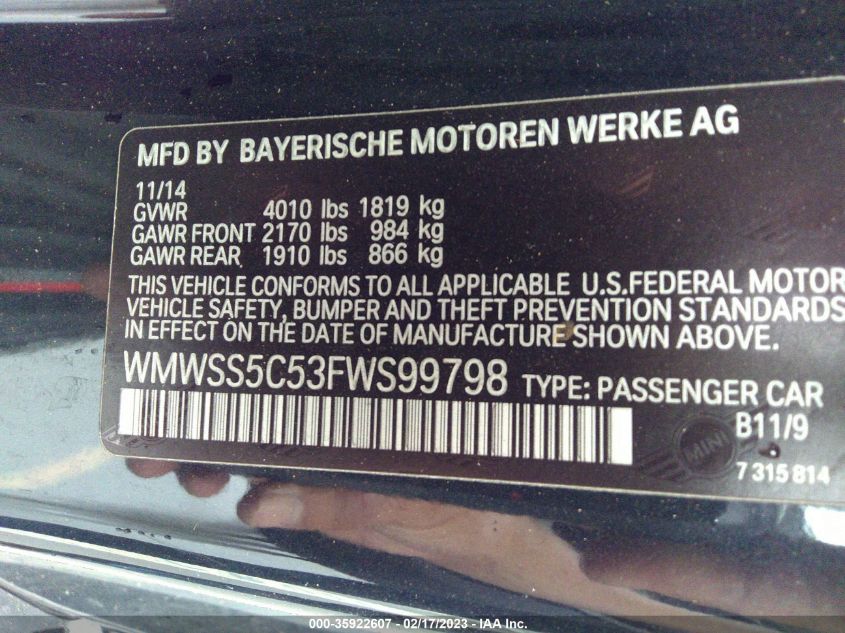 MFD BY BAYERISCHE MOTOREN WERKE AG
11/14
GVWR 4010 lbs 1819 kg
GAWR FRONT 2170 lbs 984 kg
GAWR REAR 1910 lbs 866 kg
THIS VEHICLE CONFORMS TO ALL APPLICABLE U.S.FEDERAL MOTOR
VEHICLE SAFETY, BUMPER AND THEFT PREVENTION STANDARDS
IN EFFECT ON THE DATE OF MANUFACTURE SHOWN ABOVE.
WMWSS5C53FWS99798 TYPE: PASSENGER CAR
B11/9
MINI
7 315 814
000-35922607 - 02/17/2023 - IAA Inc.